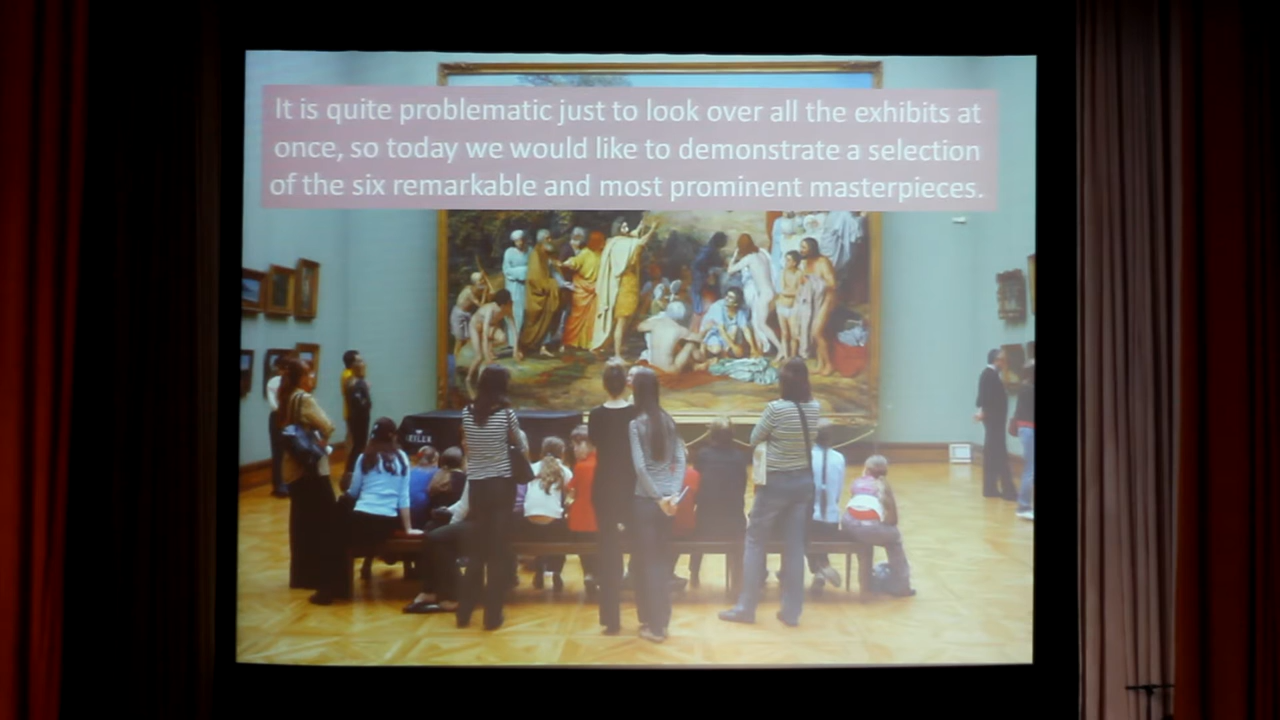 It is quite problematic just to look over all the exhibits at
once, so today we would like to demonstrate a selection
of the six remarkable and most prominent masterpieces.